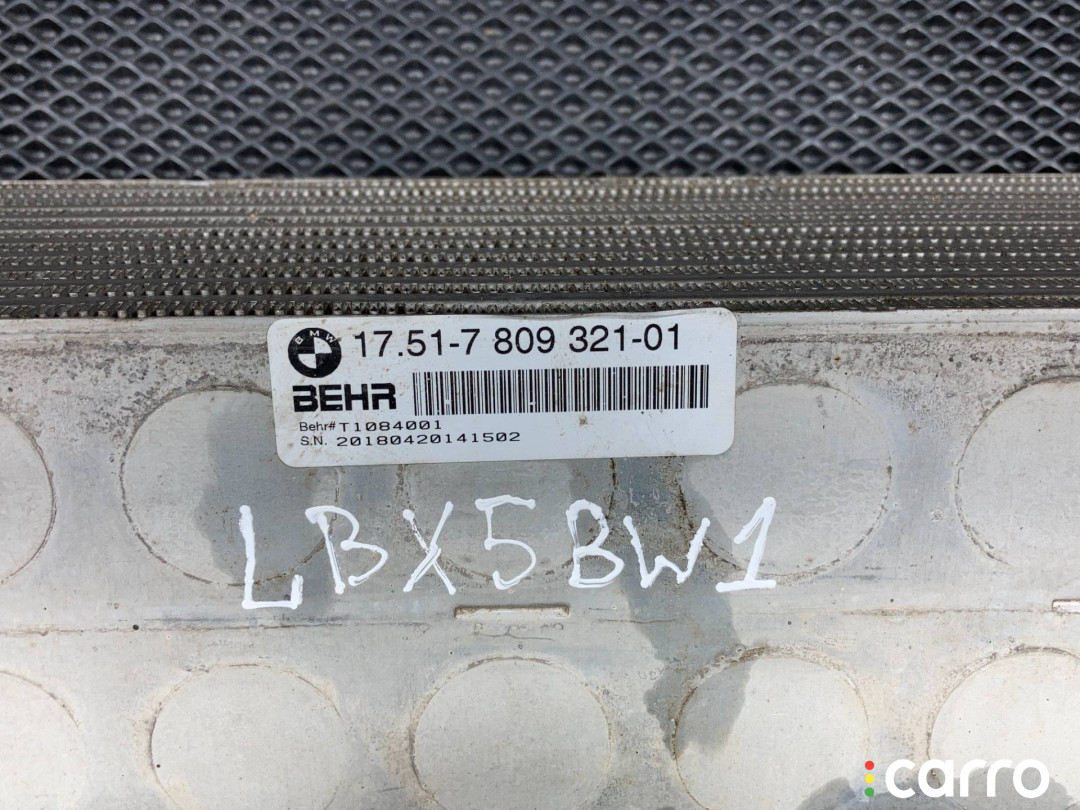 BMW 17.51-7 809 321-01
BEHR
Behr# T1084001
S.N. 20180420141502
LBX5BW1
carro